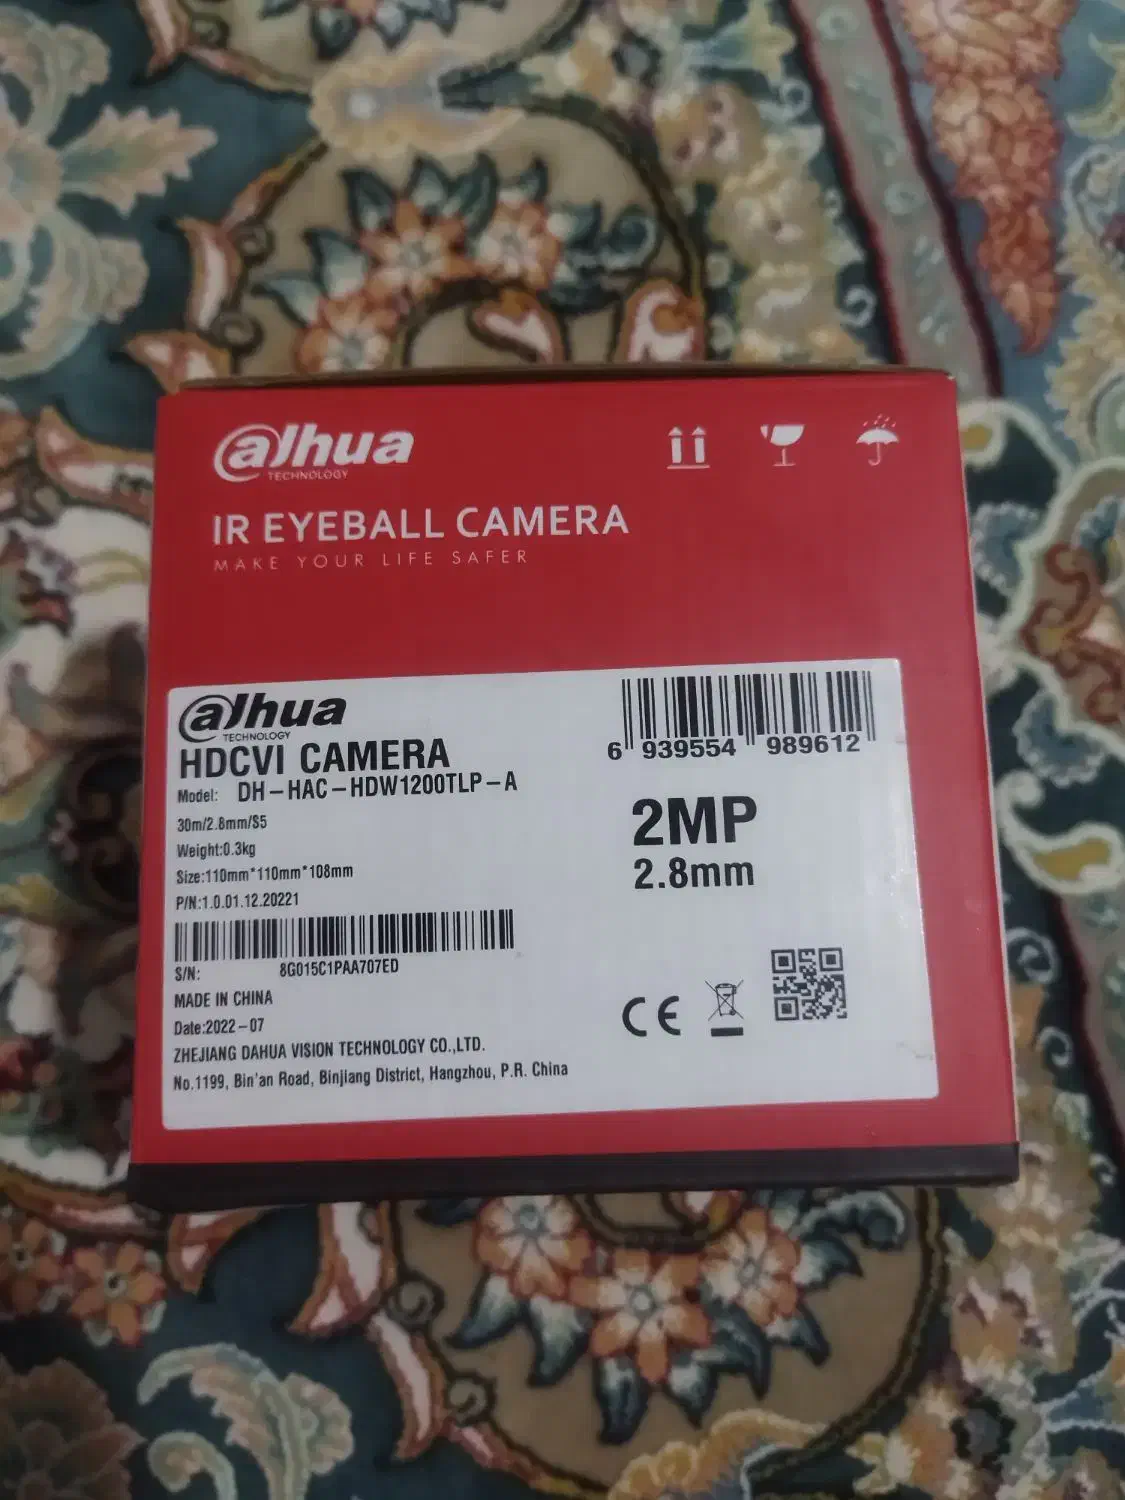 alhua
TECHNOLOGY
IR EYEBALL CAMERA
MAKE YOUR LIFE SAFER
alhua
TECHNOLOGY
HDCVI CAMERA
Model: DH-HAC-HDW1200TLP-A
30m/2.8mm/S5
Weight:0.3kg
Size:110mm*110mm*108mm
P/N:1.0.01.12.20221
S/N: 8G015C1PAA707ED
MADE IN CHINA
Date:2022-07
ZHEJIANG DAHUA VISION TECHNOLOGY CO.,LTD.
No.1199, Bin'an Road, Binjiang District, Hangzhou, P.R. China
6 939554 989612
2MP
2.8mm
CE